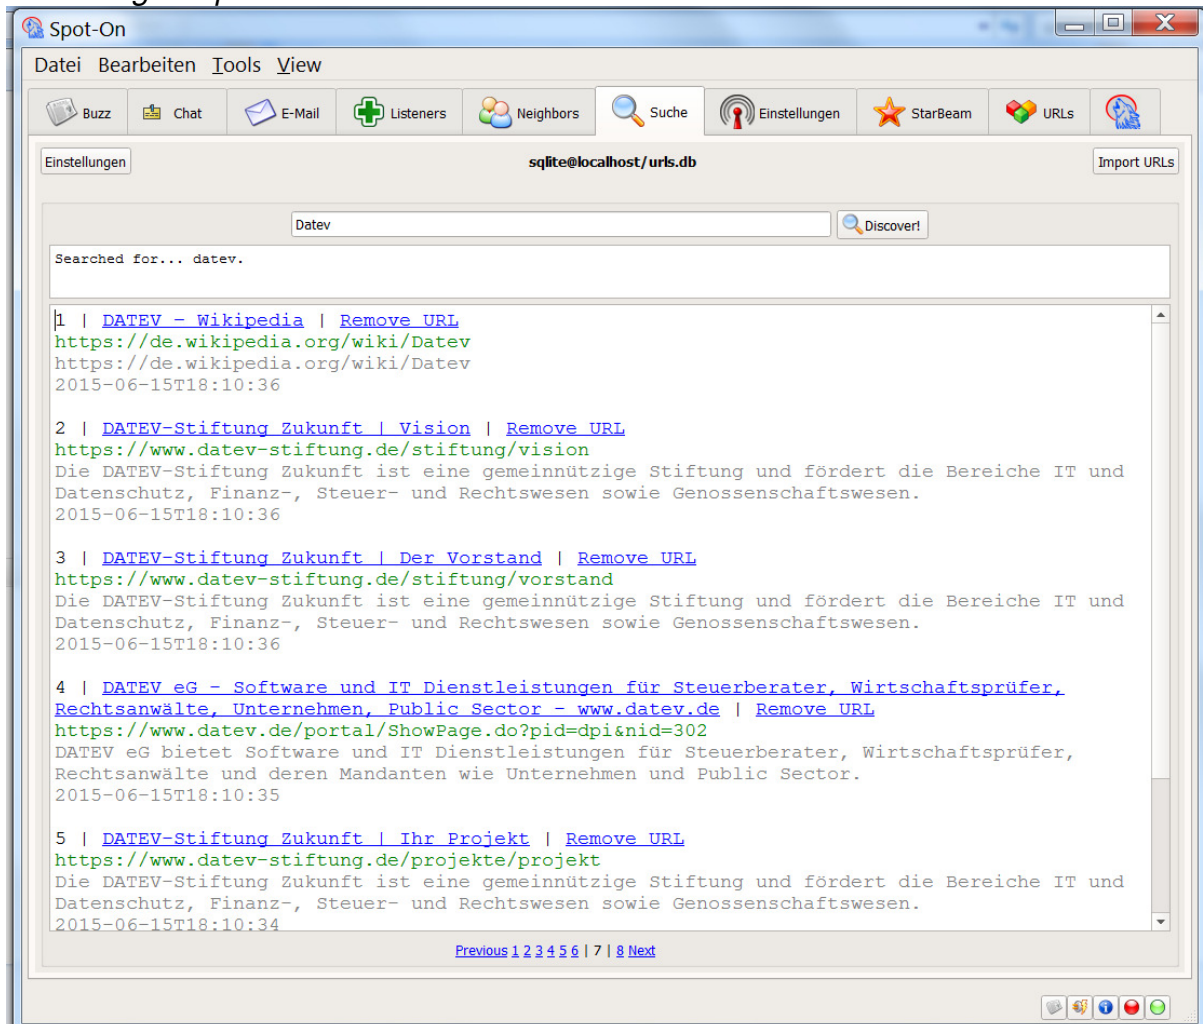 Spot-On
Datei Bearbeiten Tools View
Buzz Chat E-Mail Listeners Neighbors Suche Einstellungen StarBeam URLs
Einstellungen sqlite@localhost/urls.db Import URLs
Datev Discover!
Searched for... datev.
1 | DATEV – Wikipedia | Remove URL
https://de.wikipedia.org/wiki/Datev
https://de.wikipedia.org/wiki/Datev
2015-06-15T18:10:36
2 | DATEV-Stiftung Zukunft | Vision | Remove URL
https://www.datev-stiftung.de/stiftung/vision
Die DATEV-Stiftung Zukunft ist eine gemeinnützige Stiftung und fördert die Bereiche IT und
Datenschutz, Finanz-, Steuer- und Rechtswesen sowie Genossenschaftswesen.
2015-06-15T18:10:36
3 | DATEV-Stiftung Zukunft | Der Vorstand | Remove URL
https://www.datev-stiftung.de/stiftung/vorstand
Die DATEV-Stiftung Zukunft ist eine gemeinnützige Stiftung und fördert die Bereiche IT und
Datenschutz, Finanz-, Steuer- und Rechtswesen sowie Genossenschaftswesen.
2015-06-15T18:10:36
4 | DATEV eG - Software und IT Dienstleistungen für Steuerberater, Wirtschaftsprüfer,
Rechtsanwälte, Unternehmen, Public Sector - www.datev.de | Remove URL
https://www.datev.de/portal/ShowPage.do?pid=dpi&nid=302
DATEV eG bietet Software und IT Dienstleistungen für Steuerberater, Wirtschaftsprüfer,
Rechtsanwälte und deren Mandanten wie Unternehmen und Public Sector.
2015-06-15T18:10:35
5 | DATEV-Stiftung Zukunft | Ihr Projekt | Remove URL
https://www.datev-stiftung.de/projekte/projekt
Die DATEV-Stiftung Zukunft ist eine gemeinnützige Stiftung und fördert die Bereiche IT und
Datenschutz, Finanz-, Steuer- und Rechtswesen sowie Genossenschaftswesen.
2015-06-15T18:10:34
Previous 1 2 3 4 5 6 | 7 | 8 Next